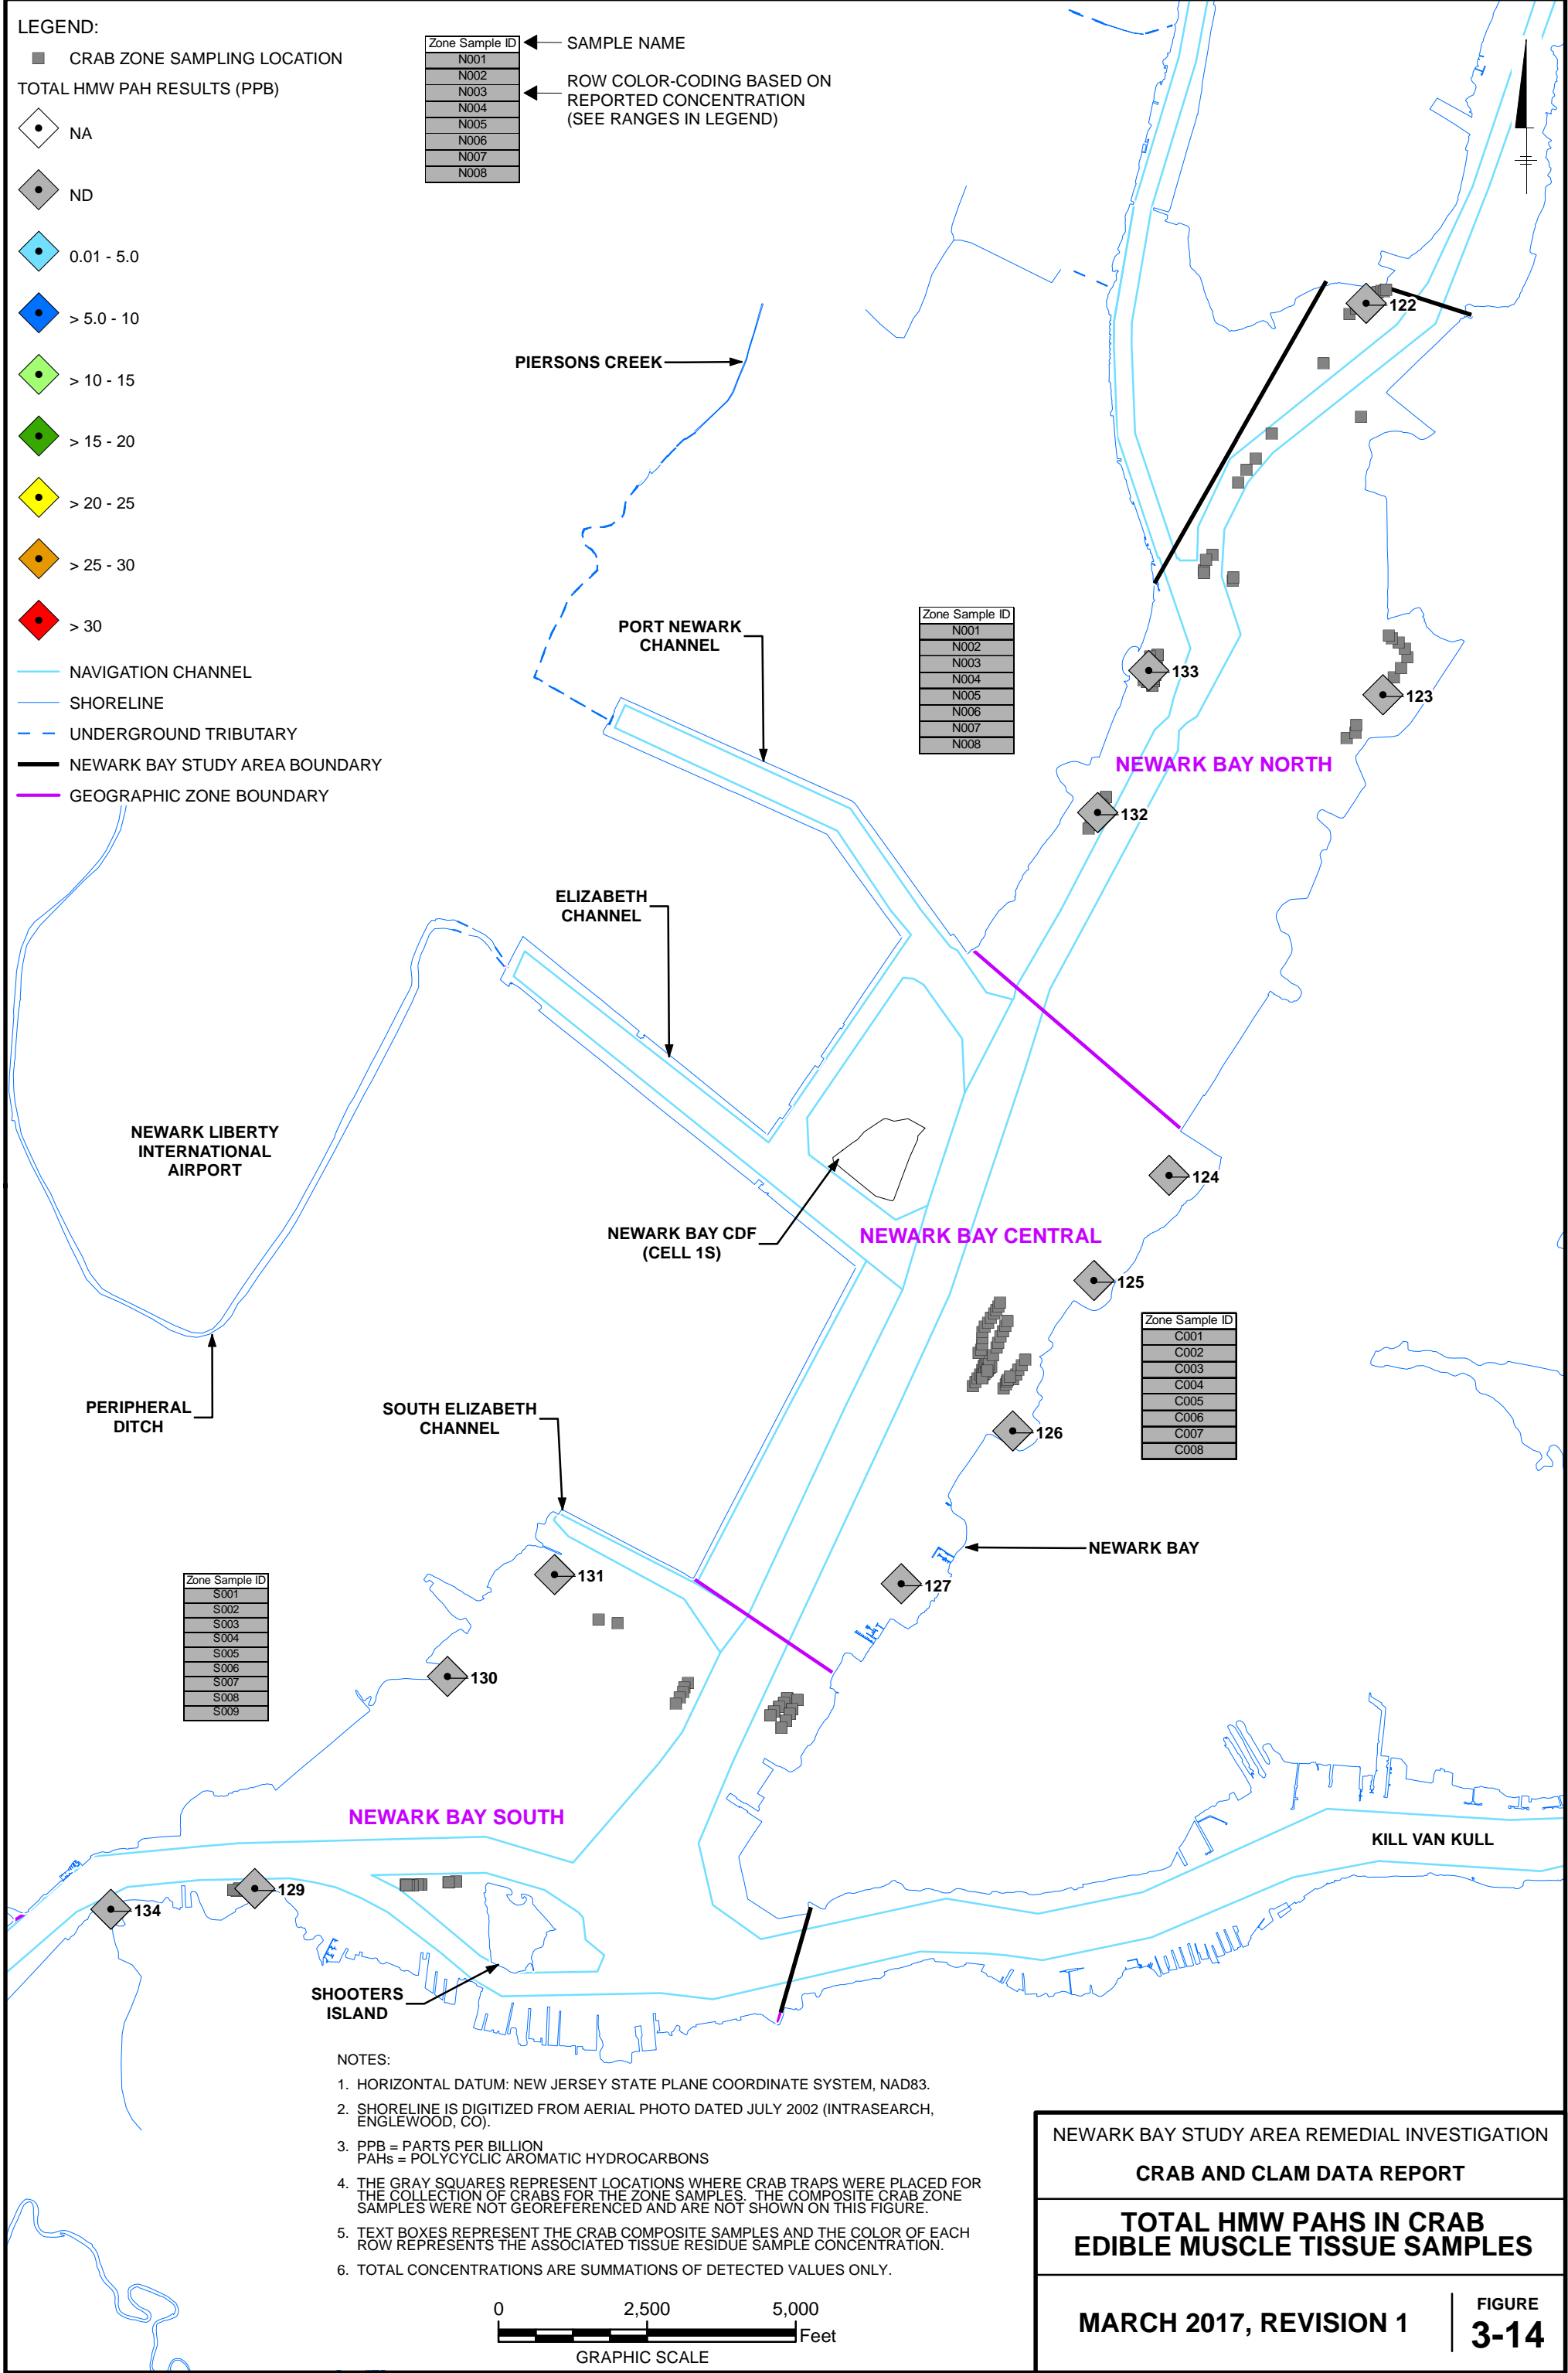 LEGEND:
CRAB ZONE SAMPLING LOCATION
TOTAL HMW PAH RESULTS (PPB)
NA
ND
0.01 - 5.0
> 5.0 - 10
> 10 - 15
> 15 - 20
> 20 - 25
> 25 - 30
> 30
NAVIGATION CHANNEL
SHORELINE
UNDERGROUND TRIBUTARY
NEWARK BAY STUDY AREA BOUNDARY
GEOGRAPHIC ZONE BOUNDARY
Zone Sample ID
N001
N002
N003
N004
N005
N006
N007
N008
SAMPLE NAME
ROW COLOR-CODING BASED ON
REPORTED CONCENTRATION
(SEE RANGES IN LEGEND)
122
PIERSONS CREEK
PORT NEWARK
CHANNEL
Zone Sample ID
N001
N002
N003
N004
N005
N006
N007
N008
133
123
NEWARK BAY NORTH
132
ELIZABETH
CHANNEL
NEWARK LIBERTY
INTERNATIONAL
AIRPORT
124
NEWARK BAY CDF
(CELL 1S)
NEWARK BAY CENTRAL
125
Zone Sample ID
C001
C002
C003
C004
C005
C006
C007
C008
PERIPHERAL
DITCH
SOUTH ELIZABETH
CHANNEL
126
NEWARK BAY
131
127
Zone Sample ID
S001
S002
S003
S004
S005
S006
S007
S008
S009
130
NEWARK BAY SOUTH
KILL VAN KULL
129
134
SHOOTERS
ISLAND
NOTES:
1. HORIZONTAL DATUM: NEW JERSEY STATE PLANE COORDINATE SYSTEM, NAD83.
2. SHORELINE IS DIGITIZED FROM AERIAL PHOTO DATED JULY 2002 (INTRASEARCH,
ENGLEWOOD, CO).
3. PPB = PARTS PER BILLION
PAHs = POLYCYCLIC AROMATIC HYDROCARBONS
4. THE GRAY SQUARES REPRESENT LOCATIONS WHERE CRAB TRAPS WERE PLACED FOR
THE COLLECTION OF CRABS FOR THE ZONE SAMPLES. THE COMPOSITE CRAB ZONE
SAMPLES WERE NOT GEOREFERENCED AND ARE NOT SHOWN ON THIS FIGURE.
5. TEXT BOXES REPRESENT THE CRAB COMPOSITE SAMPLES AND THE COLOR OF EACH
ROW REPRESENTS THE ASSOCIATED TISSUE RESIDUE SAMPLE CONCENTRATION.
6. TOTAL CONCENTRATIONS ARE SUMMATIONS OF DETECTED VALUES ONLY.
0 2,500 5,000
Feet
GRAPHIC SCALE
NEWARK BAY STUDY AREA REMEDIAL INVESTIGATION
CRAB AND CLAM DATA REPORT
TOTAL HMW PAHS IN CRAB
EDIBLE MUSCLE TISSUE SAMPLES
MARCH 2017, REVISION 1
FIGURE
3-14